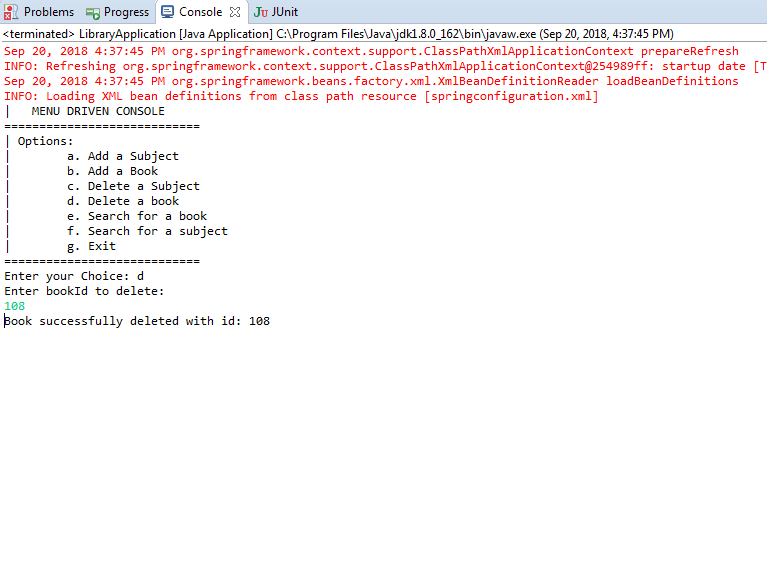 Problems Progress Console JUnit
<terminated> LibraryApplication [Java Application] C:\Program Files\Java\jdk1.8.0_162\bin\javaw.exe (Sep 20, 2018, 4:37:45 PM)
Sep 20, 2018 4:37:45 PM org.springframework.context.support.ClassPathXmlApplicationContext prepareRefresh
INFO: Refreshing org.springframework.context.support.ClassPathXmlApplicationContext@254989ff: startup date [T
Sep 20, 2018 4:37:45 PM org.springframework.beans.factory.xml.XmlBeanDefinitionReader loadBeanDefinitions
INFO: Loading XML bean definitions from class path resource [springconfiguration.xml]
|   MENU DRIVEN CONSOLE
============================
| Options:
|        a. Add a Subject
|        b. Add a Book
|        c. Delete a Subject
|        d. Delete a book
|        e. Search for a book
|        f. Search for a subject
|        g. Exit
============================
Enter your Choice: d
Enter bookId to delete:
108
Book successfully deleted with id: 108